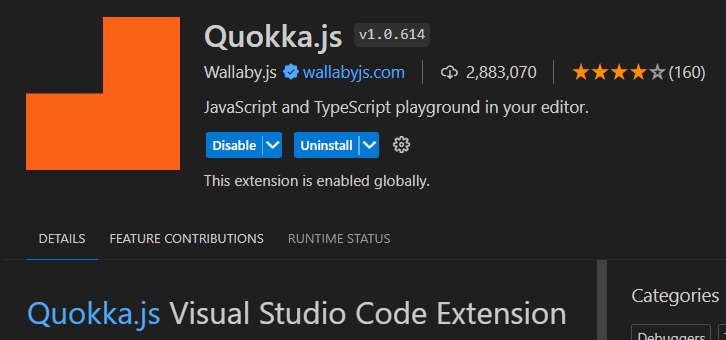 Quokka.js v1.0.614
Wallaby.js wallabyjs.com 2,883,070 (160)
JavaScript and TypeScript playground in your editor.
Disable Uninstall
This extension is enabled globally.
DETAILS FEATURE CONTRIBUTIONS RUNTIME STATUS
Quokka.js Visual Studio Code Extension
Categories
Debuggers